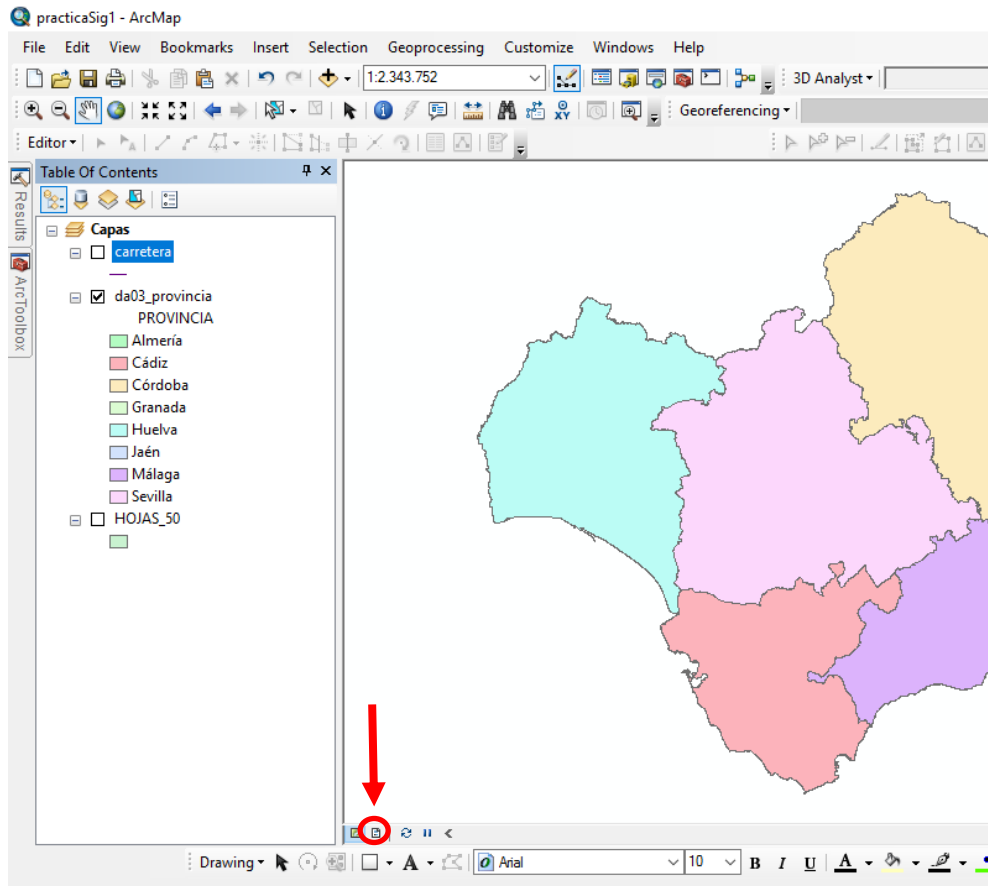 practicaSig1 - ArcMap
File Edit View Bookmarks Insert Selection Geoprocessing Customize Windows Help
1:2.343.752 3D Analyst
XY Georeferencing
Editor
Table Of Contents
Results
ArcToolbox
Capas
carretera
da03_provincia
PROVINCIA
Almería
Cádiz
Córdoba
Granada
Huelva
Jaén
Málaga
Sevilla
HOJAS_50
Drawing A Arial 10 B I U A